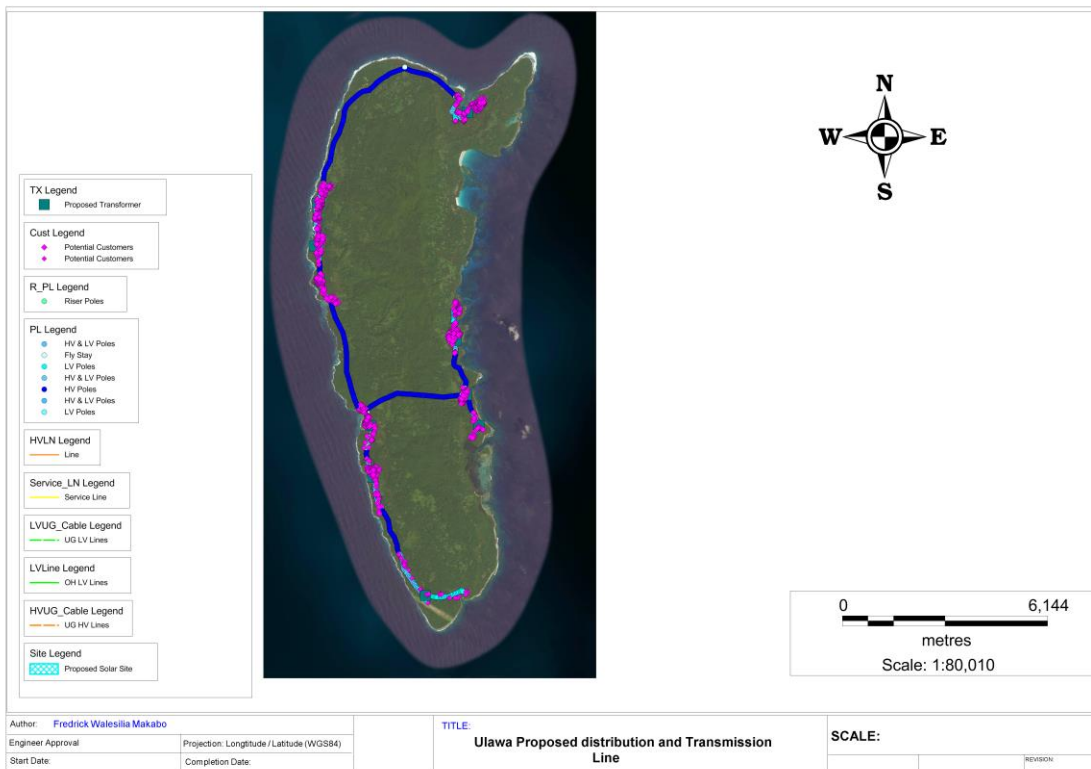 N
W E
S
TX Legend
Proposed Transformer
Cust Legend
Potential Customers
Potential Customers
R_PL Legend
Riser Poles
PL Legend
HV & LV Poles
Fly Stay
LV Poles
HV & LV Poles
HV Poles
HV & LV Poles
LV Poles
HVLN Legend
Line
Service_LN Legend
Service Line
LVUG_Cable Legend
UG LV Lines
LVLine Legend
OH LV Lines
HVUG_Cable Legend
UG HV Lines
Site Legend
Proposed Solar Site
0 6,144
metres
Scale: 1:80,010
Author: Fredrick Walesilia Makabo
Engineer Approval
Projection: Longtitude / Latitude (WGS84)
Start Date:
Completion Date:
TITLE:
Ulawa Proposed distribution and Transmission
Line
SCALE:
REVISION